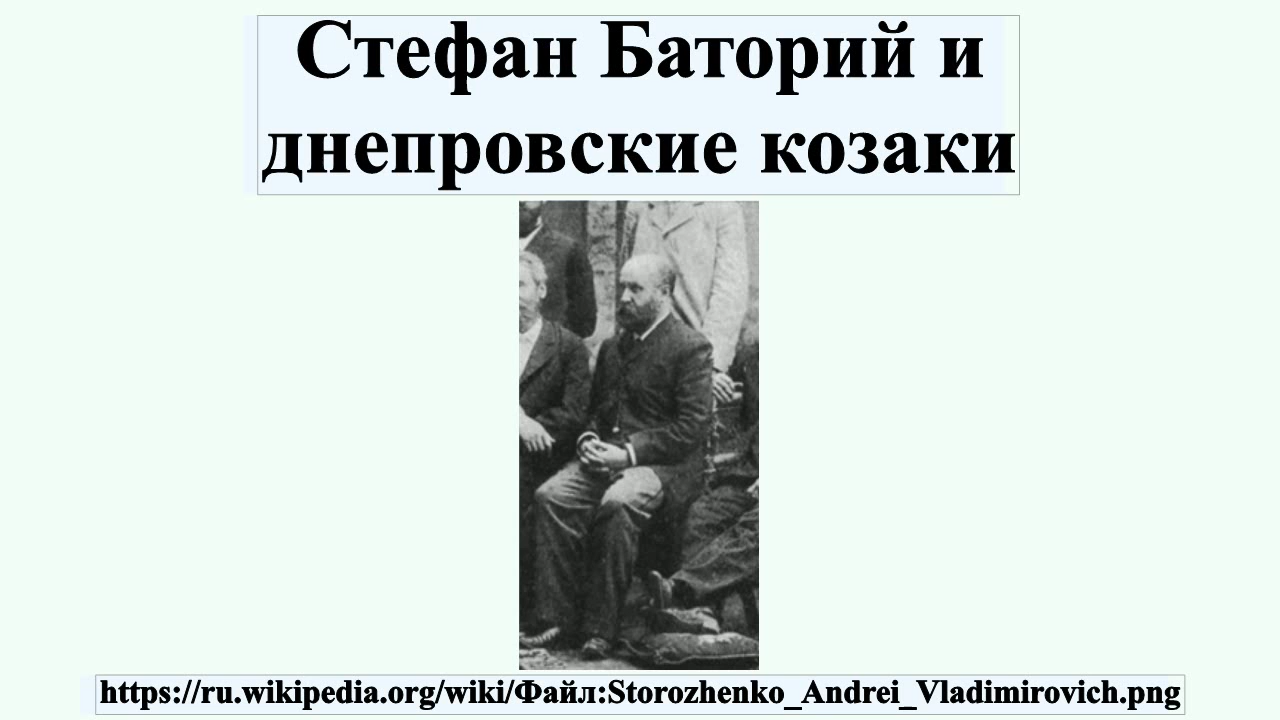 Стефан Баторий и
днепровские козаки
https://ru.wikipedia.org/wiki/Файл:Storozhenko_Andrei_Vladimirovich.png